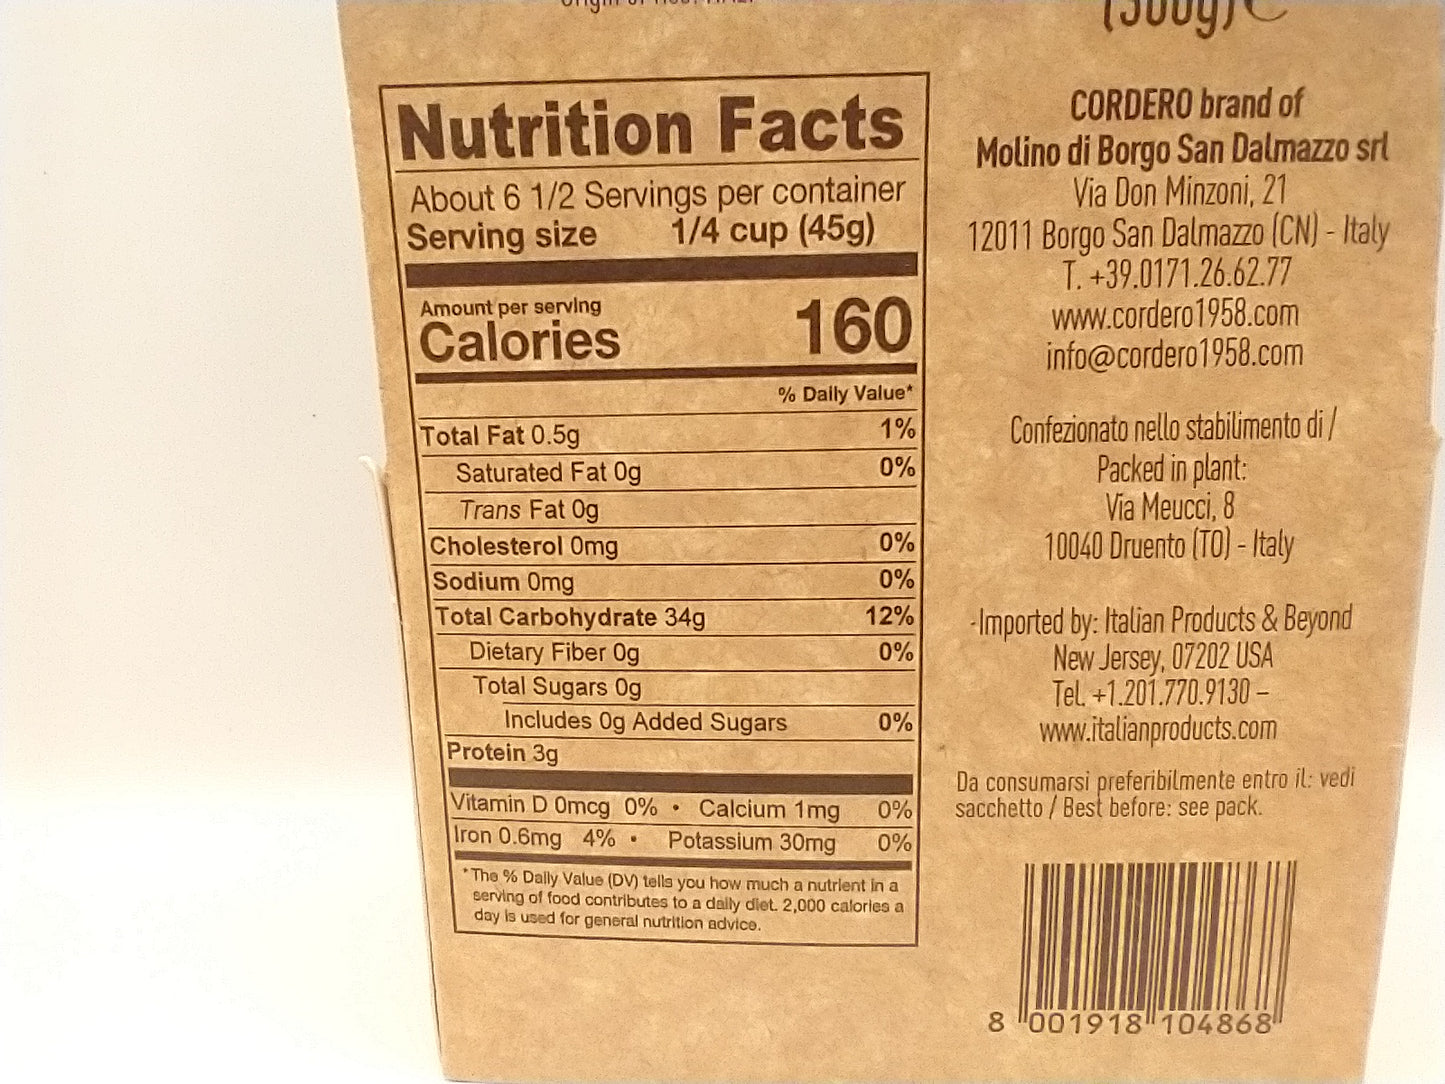 (500g) e
Nutrition Facts
About 6 1/2 Servings per container
Serving size 1/4 cup (45g)
Amount per serving
Calories 160
% Daily Value*
Total Fat 0.5g 1%
Saturated Fat 0g 0%
Trans Fat 0g
Cholesterol 0mg 0%
Sodium 0mg 0%
Total Carbohydrate 34g 12%
Dietary Fiber 0g 0%
Total Sugars 0g
Includes 0g Added Sugars 0%
Protein 3g
Vitamin D 0mcg 0% • Calcium 1mg 0%
Iron 0.6mg 4% • Potassium 30mg 0%
*The % Daily Value (DV) tells you how much a nutrient in a
serving of food contributes to a daily diet. 2,000 calories a
day is used for general nutrition advice.
CORDERO brand of
Molino di Borgo San Dalmazzo srl
Via Don Minzoni, 21
12011 Borgo San Dalmazzo (CN) - Italy
T. +39.0171.26.62.77
www.cordero1958.com
info@cordero1958.com
Confezionato nello stabilimento di /
Packed in plant:
Via Meucci, 8
10040 Druento (TO) - Italy
-Imported by: Italian Products & Beyond
New Jersey, 07202 USA
Tel. +1.201.770.9130 –
www.italianproducts.com
Da consumarsi preferibilmente entro il: vedi
sacchetto / Best before: see pack.
8 001918 104868